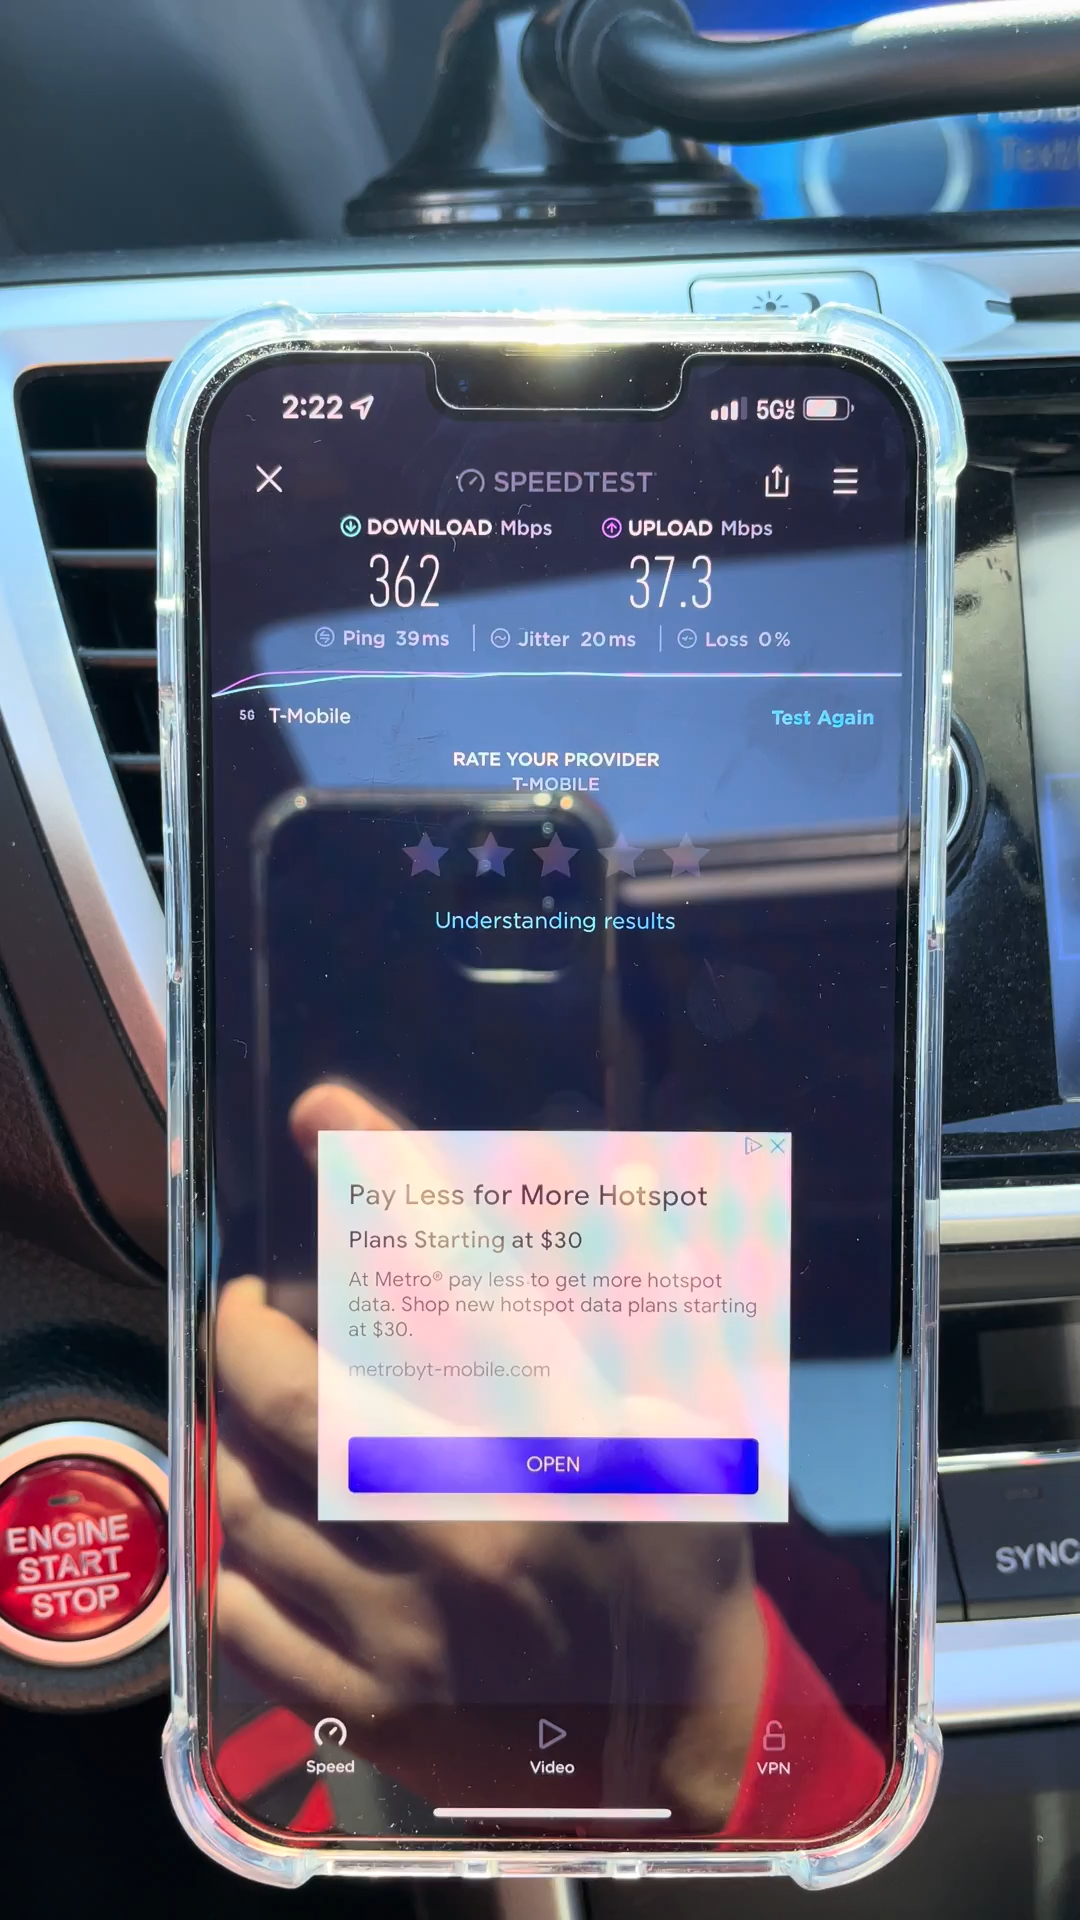 2:22
5G UC
SPEEDTEST
DOWNLOAD Mbps
UPLOAD Mbps
362
37.3
Ping 39ms
Jitter 20ms
Loss 0%
5G T-Mobile
Test Again
RATE YOUR PROVIDER
T-MOBILE
Understanding results
Pay Less for More Hotspot
Plans Starting at $30
At Metro® pay less to get more hotspot
data. Shop new hotspot data plans starting
at $30.
metrobyt-mobile.com
OPEN
ENGINE
START
STOP
SYNC
Speed
Video
VPN